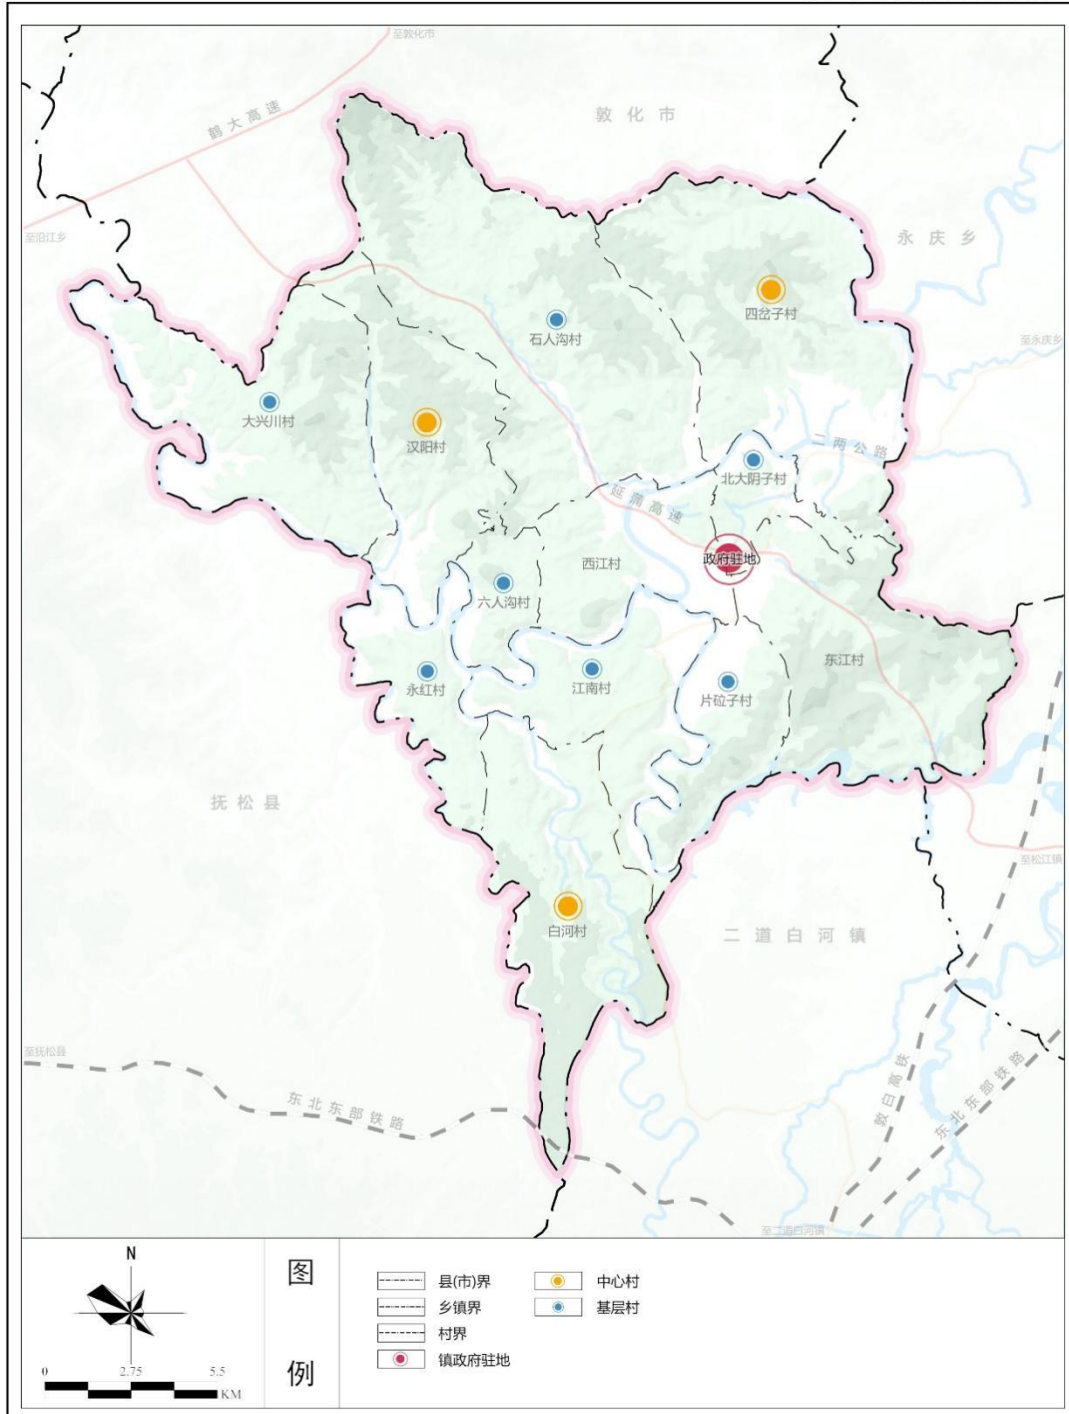 至敦化市
鹤大高速
敦化市
至沿江乡
永庆乡
四岔子村
石人沟村
至永庆乡
大兴川村
汉阳村
二两公路
北大阴子村
延蒲高速
西江村
政府驻地
六人沟村
东江村
永红村
江南村
片砬子村
抚松县
至松江镇
白河村
二道白河镇
至抚松县
东北东部铁路
敦白高铁
东北东部铁路
至二道白河镇
N
0 2.75 5.5
KM
图例
县(市)界
乡镇界
村界
镇政府驻地
中心村
基层村